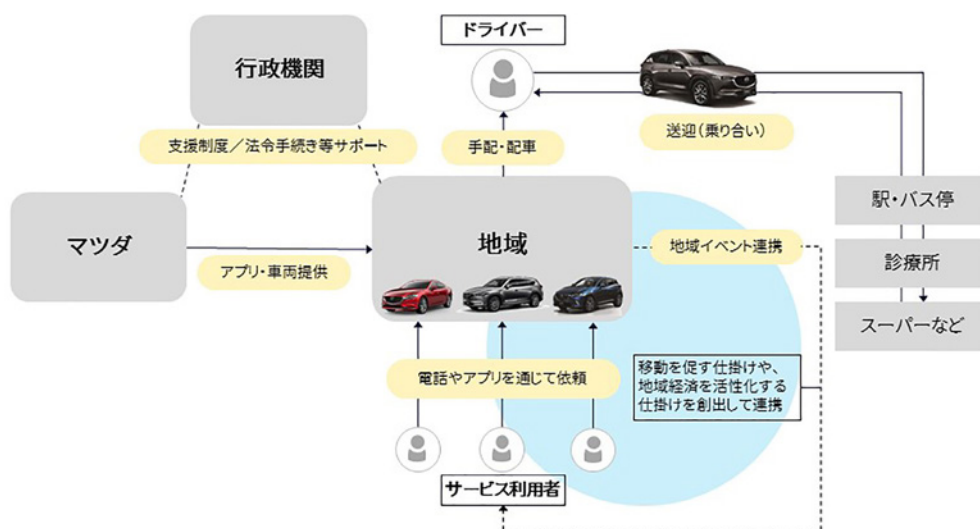 ドライバー
行政機関
送迎(乗り合い)
支援制度/法令手続き等サポート
手配・配車
駅・バス停
マツダ
地域
地域イベント連携
診療所
アプリ・車両提供
スーパーなど
電話やアプリを通じて依頼
移動を促す仕掛けや、
地域経済を活性化する
仕掛けを創出して連携
サービス利用者